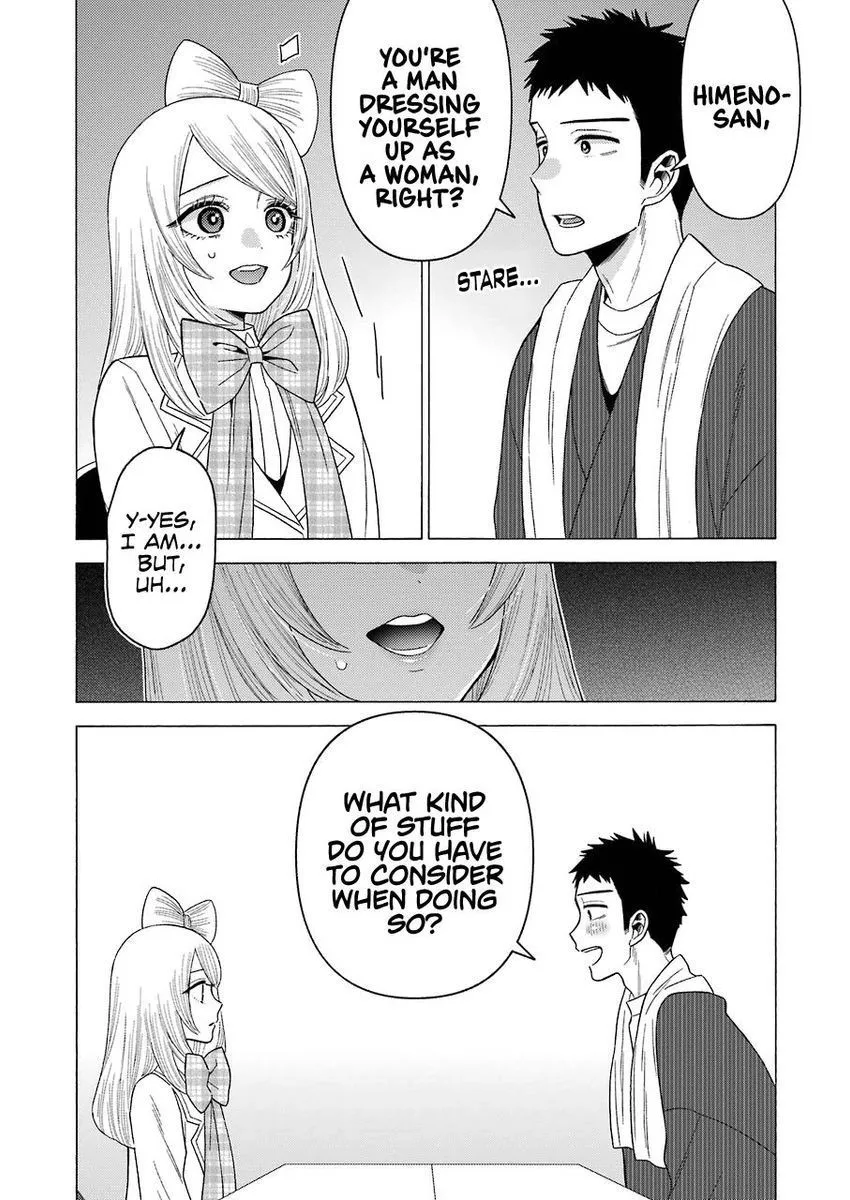 HIMENO-
SAN,
YOU'RE
A MAN
DRESSING
YOURSELF
UP AS
A WOMAN,
RIGHT?
STARE...
Y-YES,
I AM...
BUT,
UH...
WHAT KIND
OF STUFF
DO YOU HAVE
TO CONSIDER
WHEN DOING
SO?